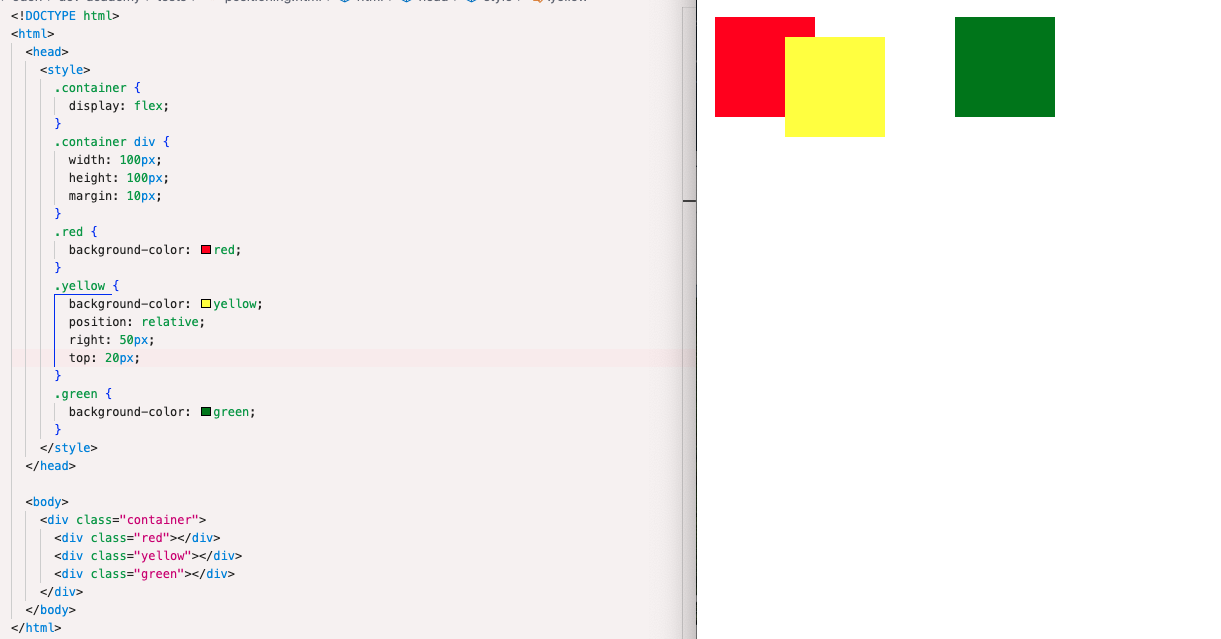 <!DOCTYPE html>
<html>
<head>
<style>
.container {
display: flex;
}
.container div {
width: 100px;
height: 100px;
margin: 10px;
}
.red {
background-color: red;
}
.yellow {
background-color: yellow;
position: relative;
right: 50px;
top: 20px;
}
.green {
background-color: green;
}
</style>
</head>
<body>
<div class="container">
<div class="red"></div>
<div class="yellow"></div>
<div class="green"></div>
</div>
</body>
</html>